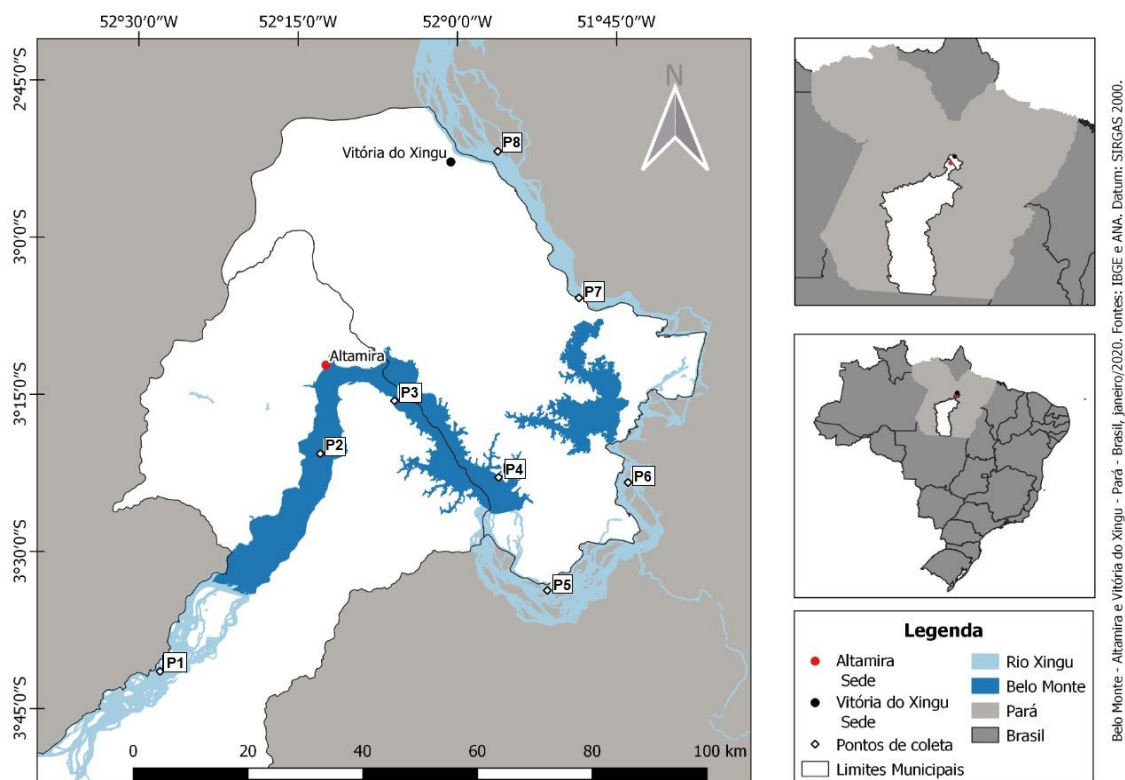 52°30'0"W 52°15'0"W 52°0'0"W 51°45'0"W
2°45'0"S
3°0'0"S
3°15'0"S
3°30'0"S
3°45'0"S
N
P8
Vitória do Xingu
P7
Altamira
P3
P2
P4
P6
P5
P1
0 20 40 60 80 100 km
Legenda
Altamira
Sede
Vitória do Xingu
Sede
Pontos de coleta
Limites Municipais
Rio Xingu
Belo Monte
Pará
Brasil
Belo Monte - Altamira e Vitória do Xingu - Pará - Brasil, janeiro/2020. Fontes: IBGE e ANA. Datum: SIRGAS 2000.